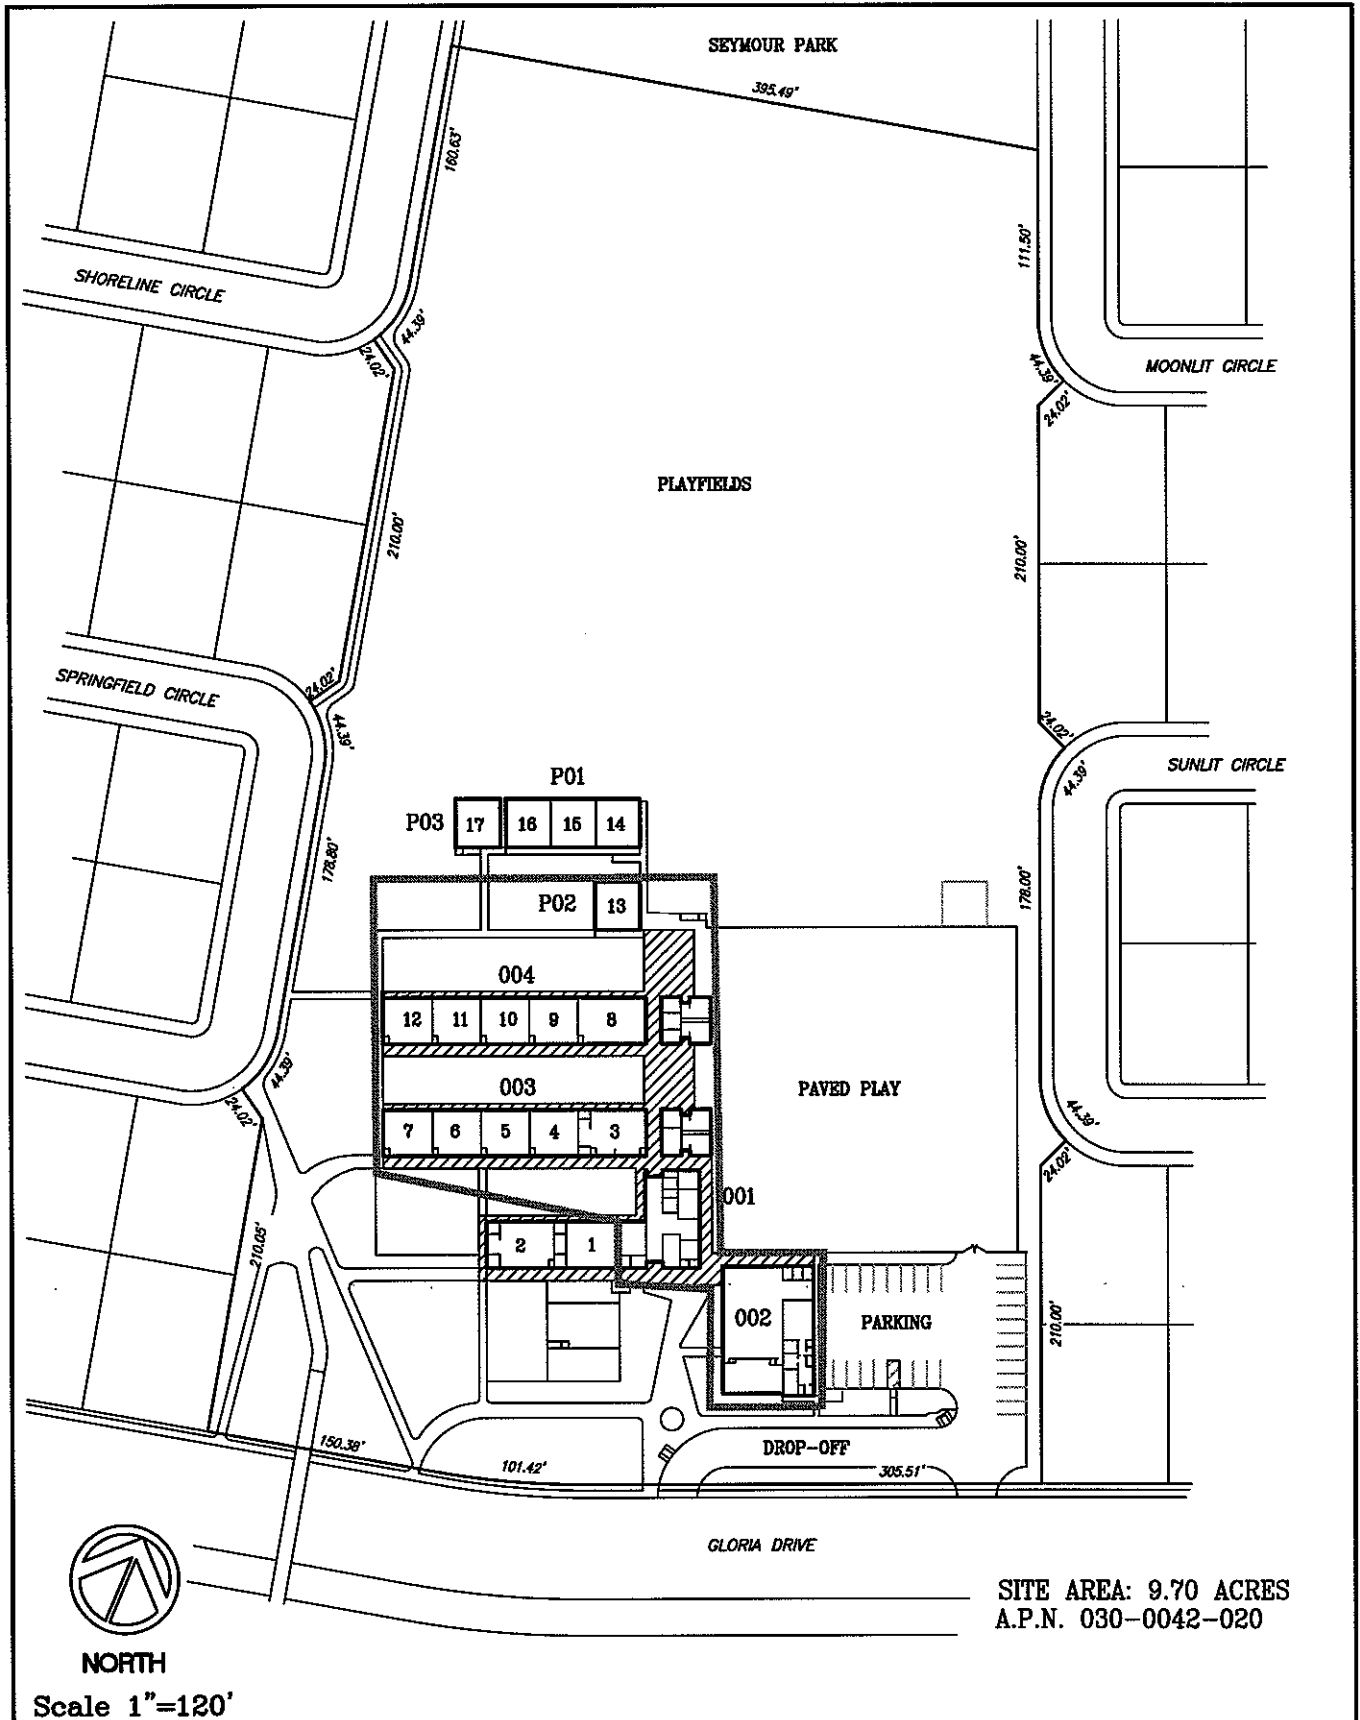 SEYMOUR PARK
395.49'
160.63'
111.50'
SHORELINE CIRCLE
44.39'
24.02'
44.39'
24.02'
MOONLIT CIRCLE
PLAYFIELDS
210.00'
210.00'
SPRINGFIELD CIRCLE
24.02'
44.39'
24.02'
44.39'
SUNLIT CIRCLE
P01
P03
17
16
15
14
178.80'
178.00'
P02
13
004
12
11
10
9
8
003
PAVED PLAY
44.39'
24.02'
44.39'
24.02'
7
6
5
4
3
001
210.05'
2
1
002
PARKING
210.00'
150.38'
101.42'
DROP-OFF
305.51'
GLORIA DRIVE
SITE AREA: 9.70 ACRES
A.P.N. 030-0042-020
NORTH
Scale 1"=120'